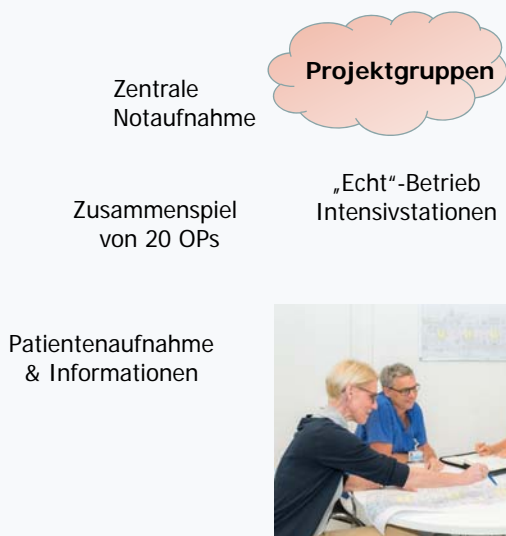 Projektgruppen
Zentrale
Notaufnahme
„Echt“-Betrieb
Intensivstationen
Zusammenspiel
von 20 OPs
Patientenaufnahme
& Informationen